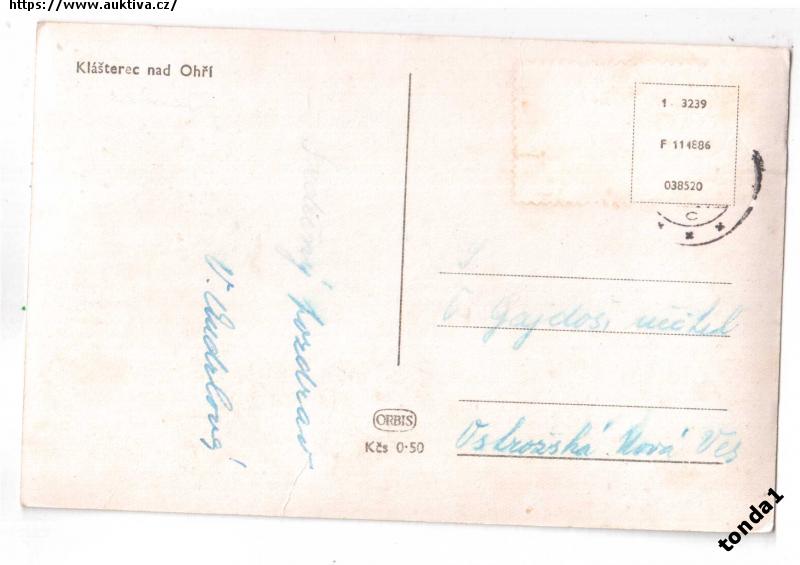 https://www.auktiva.cz/
Klášterec nad Ohří
1 3239
F 114886
038520
C
Srdečný pozdrav
V.
Gajdoš, učitel
Ostrožská Nová Ves
ORBIS
Kčs 0·50
tonda1